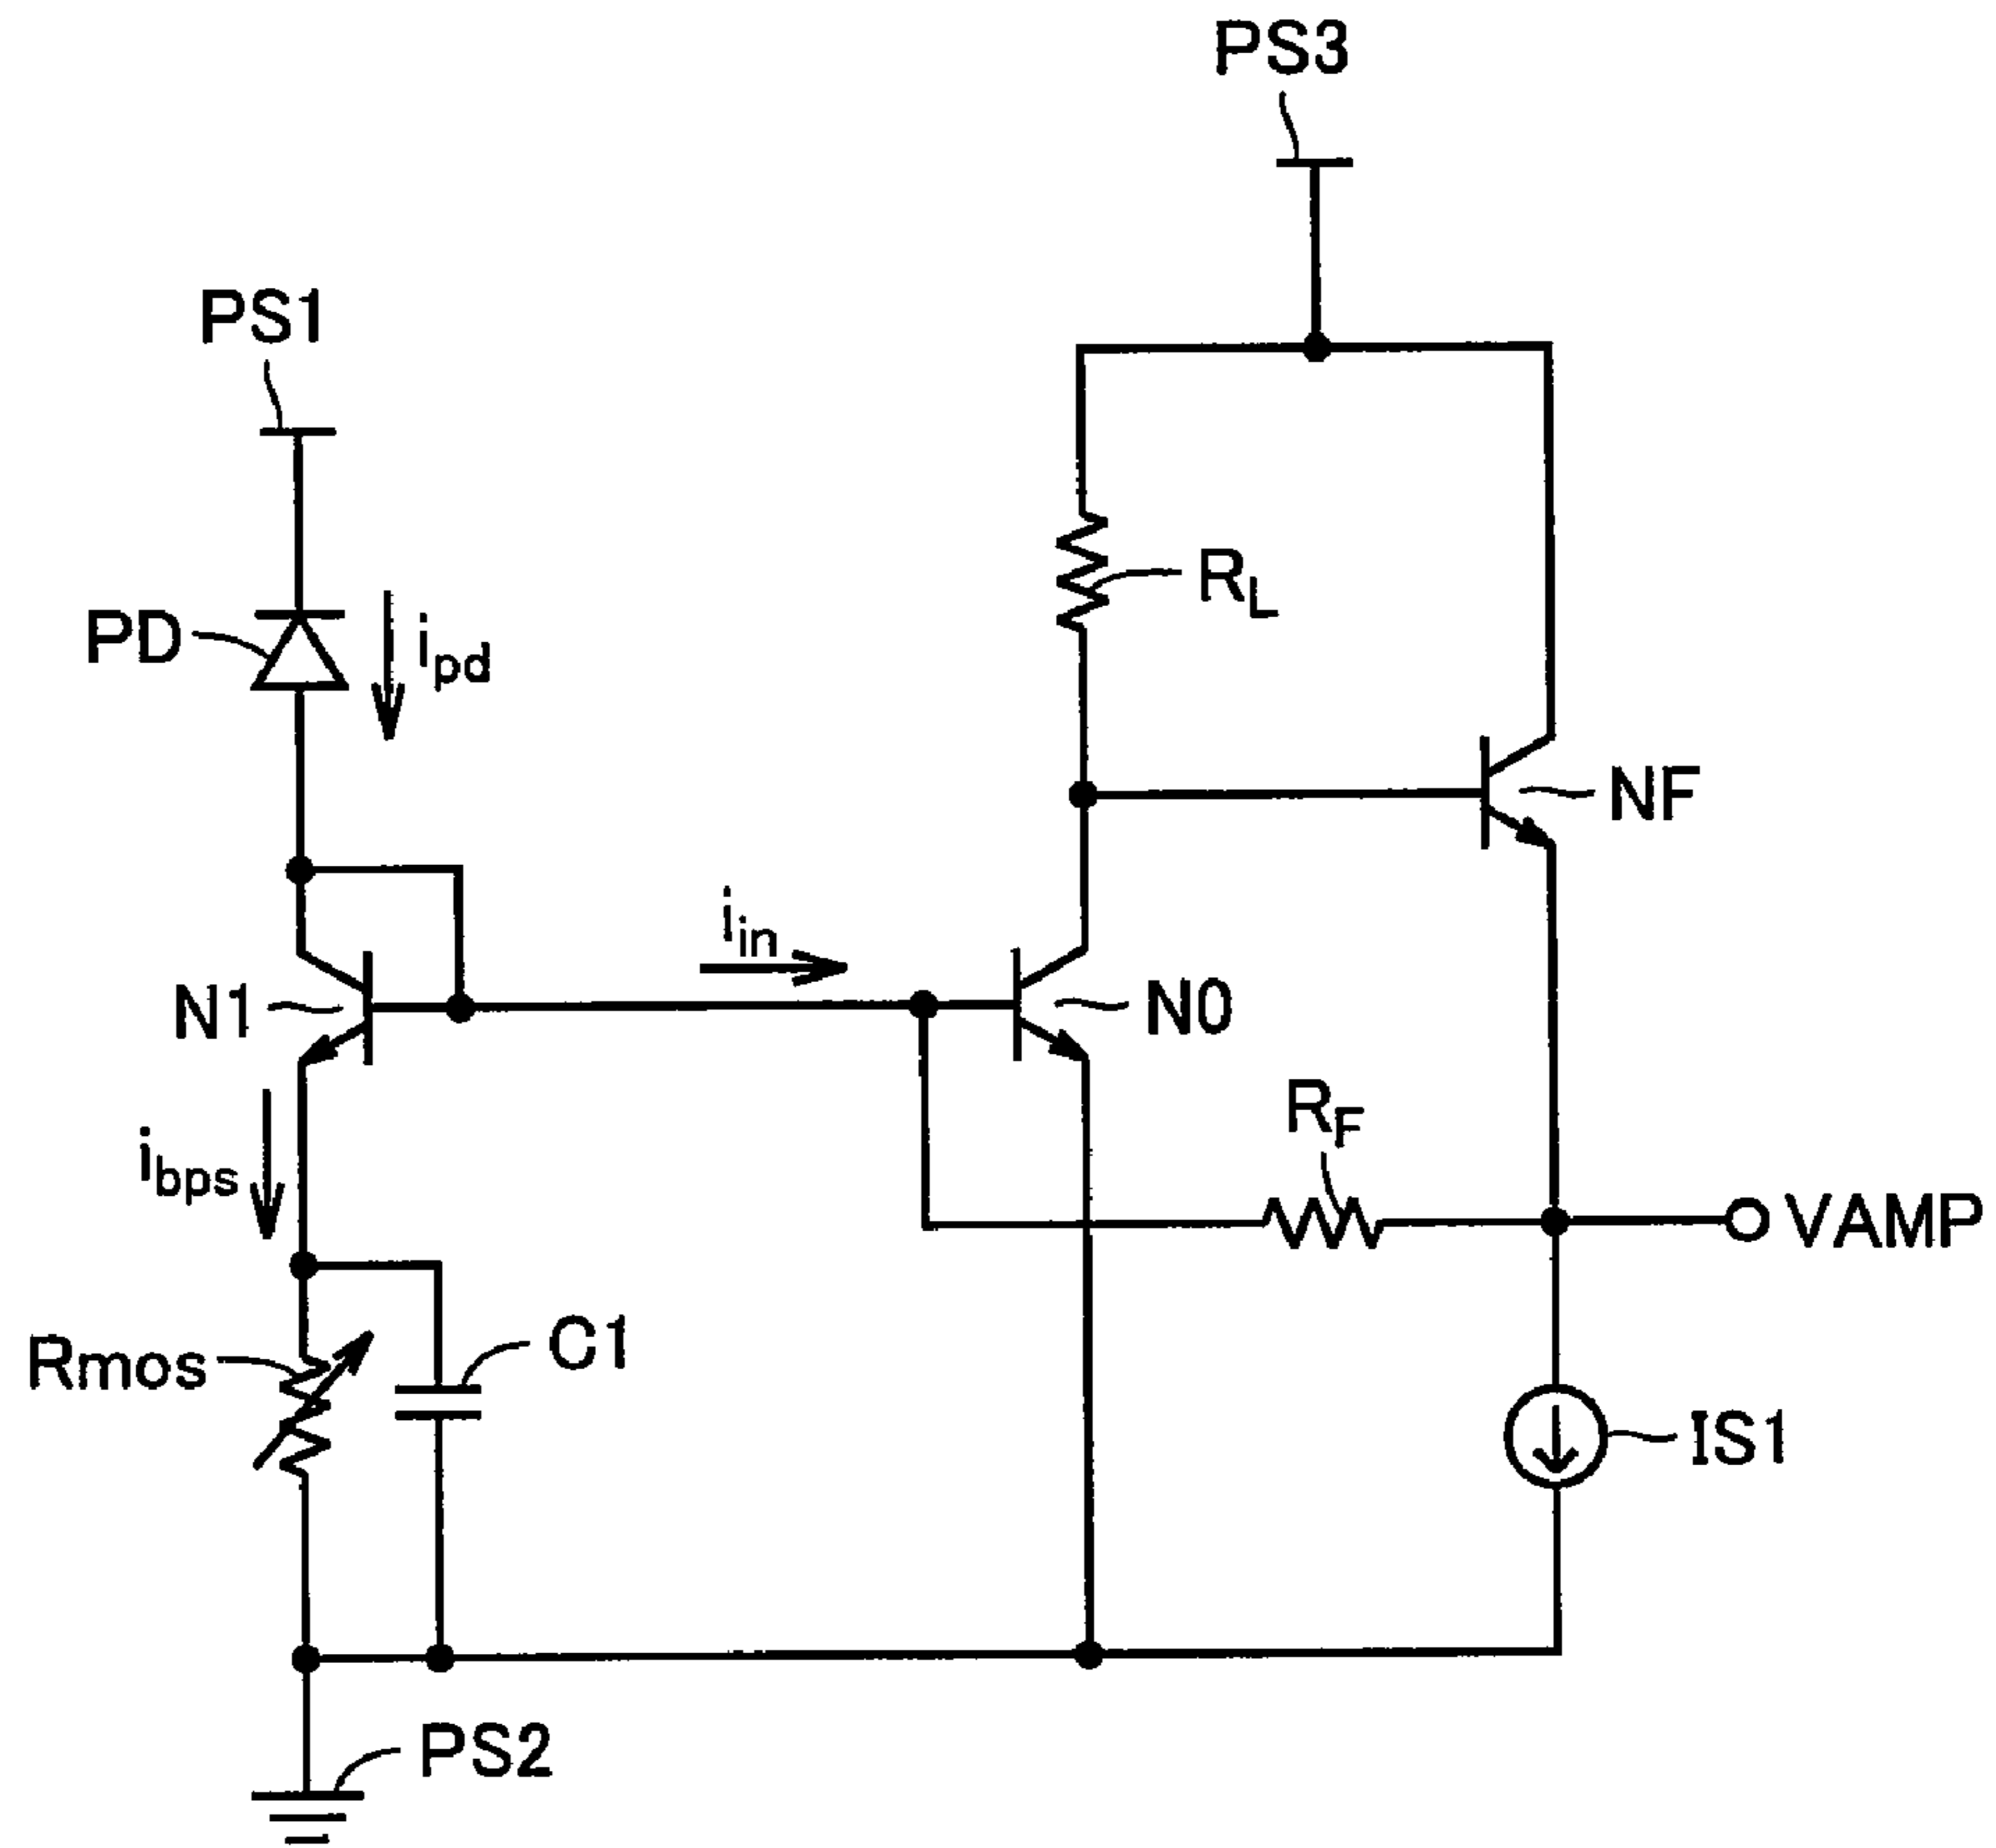 PS3
PS1
PD
ipd
RL
NF
iin
N1
N0
ibps
RF
VAMP
Rmos
C1
IS1
PS2